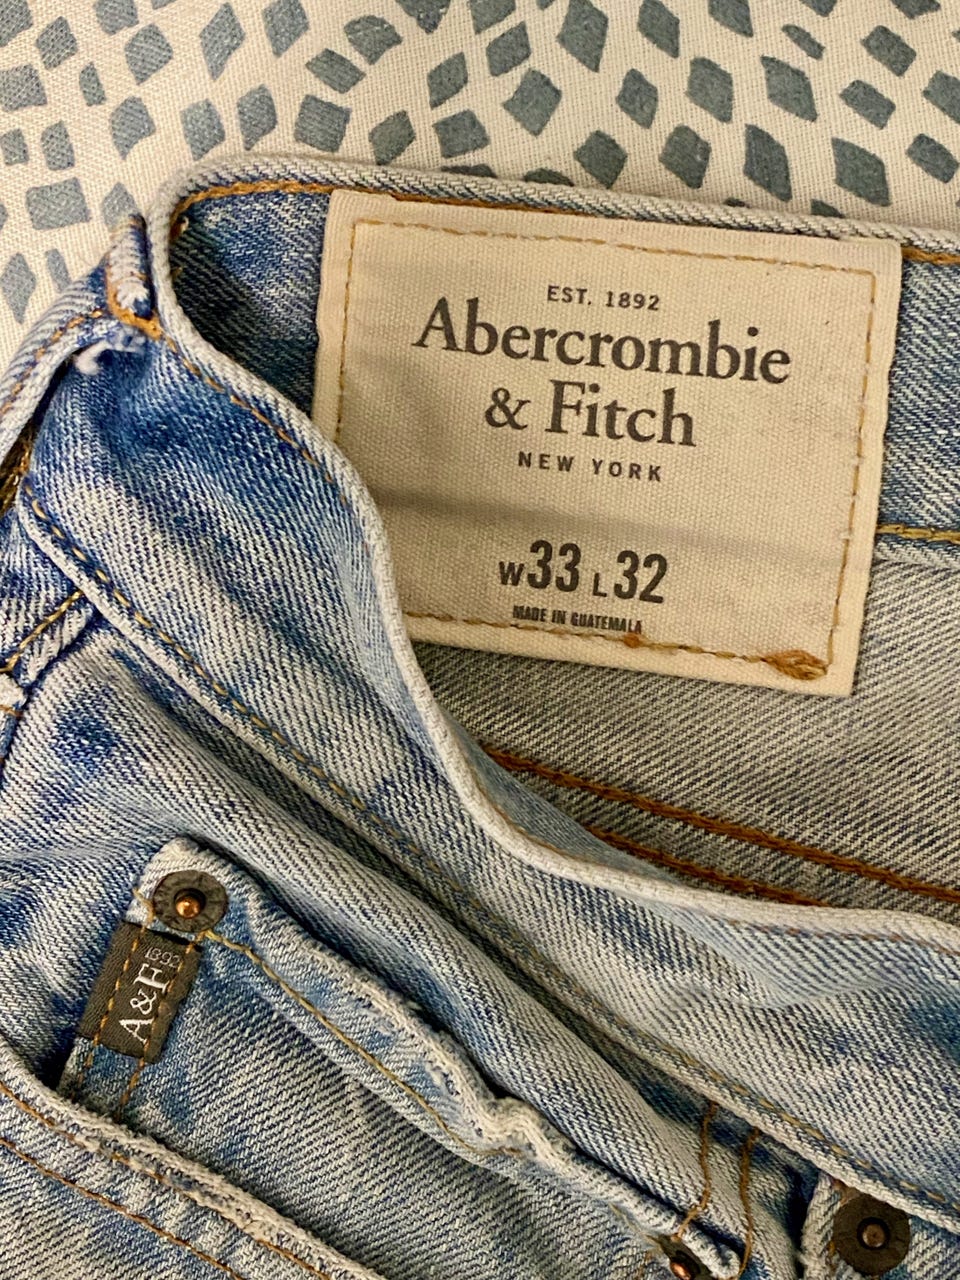 EST. 1892
Abercrombie
& Fitch
NEW YORK
W33 L32
MADE IN GUATEMALA
1892
A&F